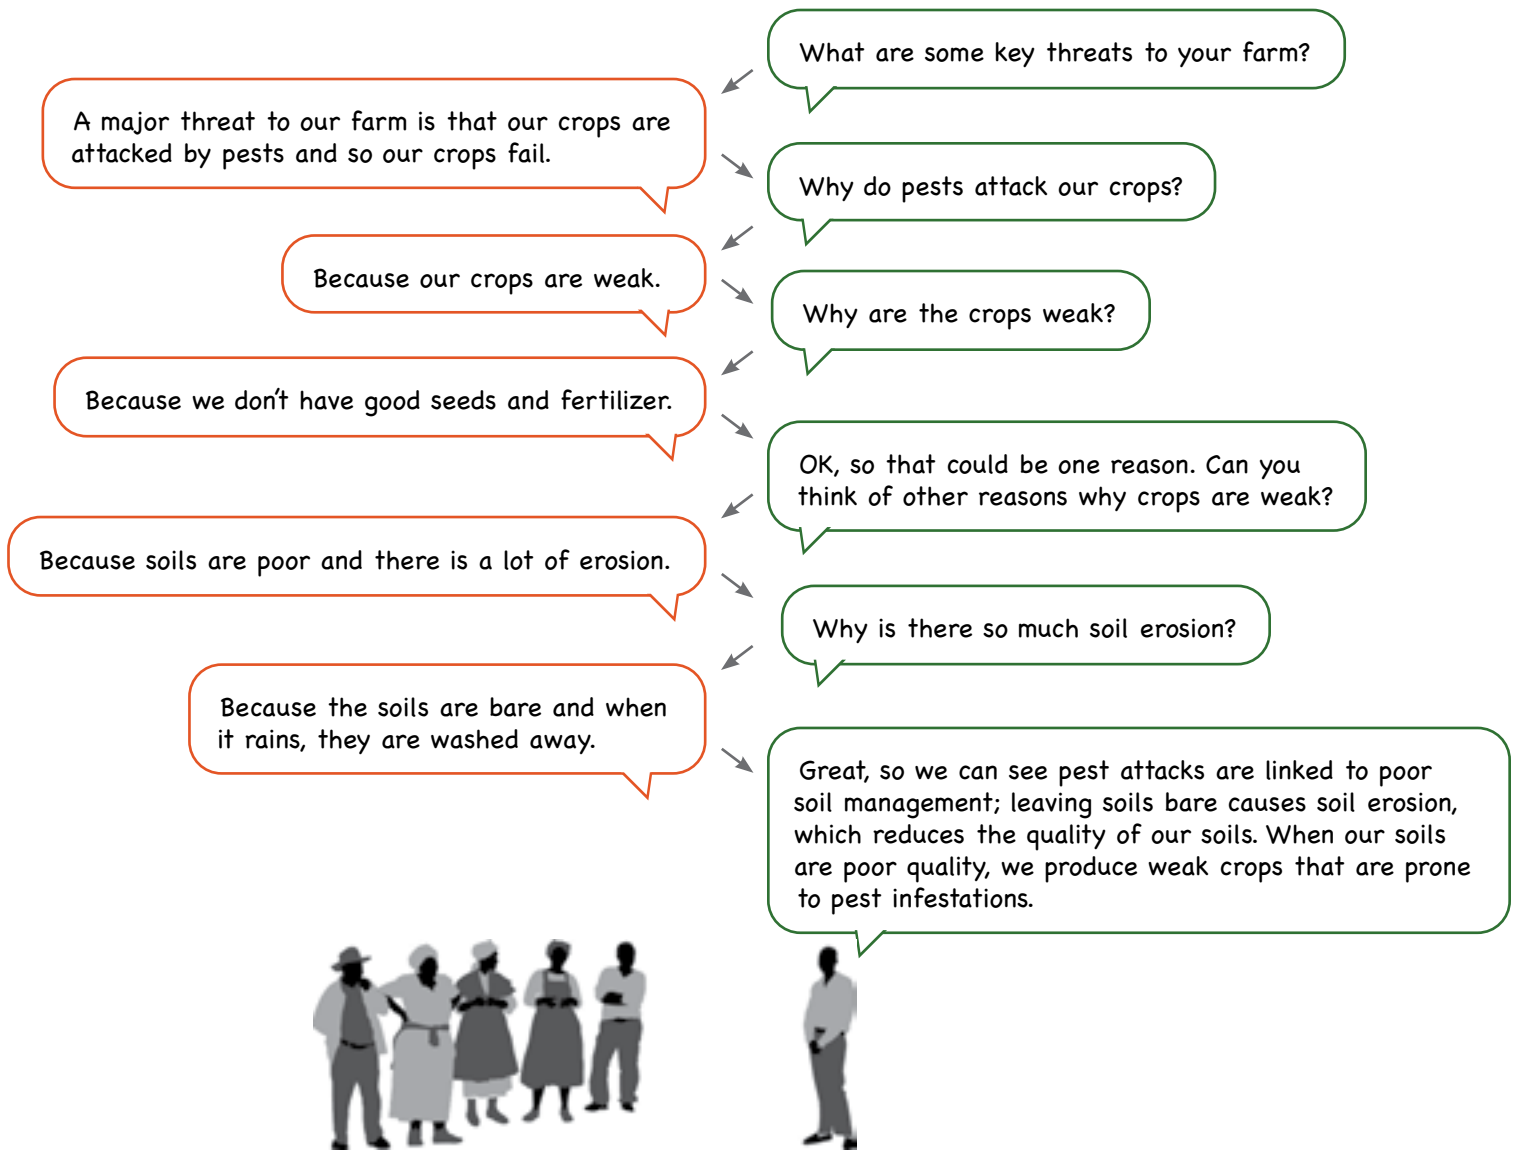 What are some key threats to your farm?
A major threat to our farm is that our crops are
attacked by pests and so our crops fail.
Why do pests attack our crops?
Because our crops are weak.
Why are the crops weak?
Because we don't have good seeds and fertilizer.
OK, so that could be one reason. Can you
think of other reasons why crops are weak?
Because soils are poor and there is a lot of erosion.
Why is there so much soil erosion?
Because the soils are bare and when
it rains, they are washed away.
Great, so we can see pest attacks are linked to poor
soil management; leaving soils bare causes soil erosion,
which reduces the quality of our soils. When our soils
are poor quality, we produce weak crops that are prone
to pest infestations.